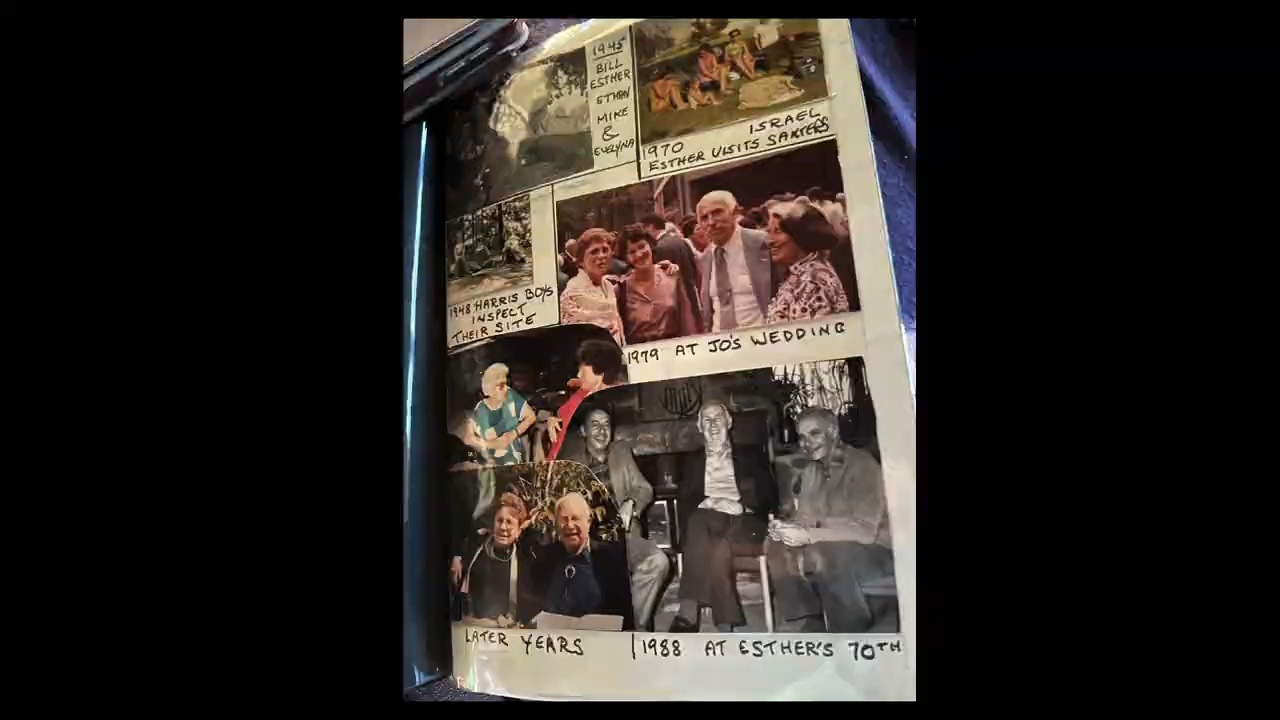 1945
BILL
ESTHER
ETHAN
MIKE
&
EVELYNA
ISRAEL
1970
ESTHER VISITS SAXTERS
1948 HARRIS BOYS
INSPECT
THEIR SITE
1979 AT JO'S WEDDING
LATER YEARS
1988 AT ESTHER'S 70TH